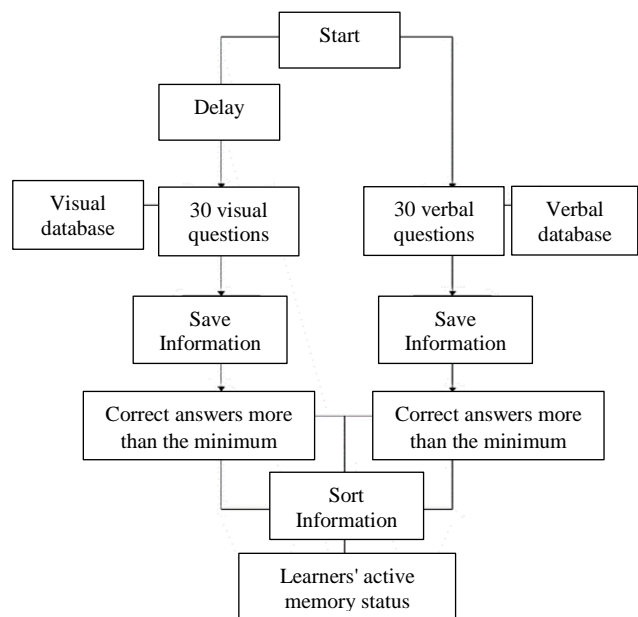 Start
Delay
Visual
database
30 visual
questions
30 verbal
questions
Verbal
database
Save
Information
Save
Information
Correct answers more
than the minimum
Correct answers more
than the minimum
Sort
Information
Learners' active
memory status